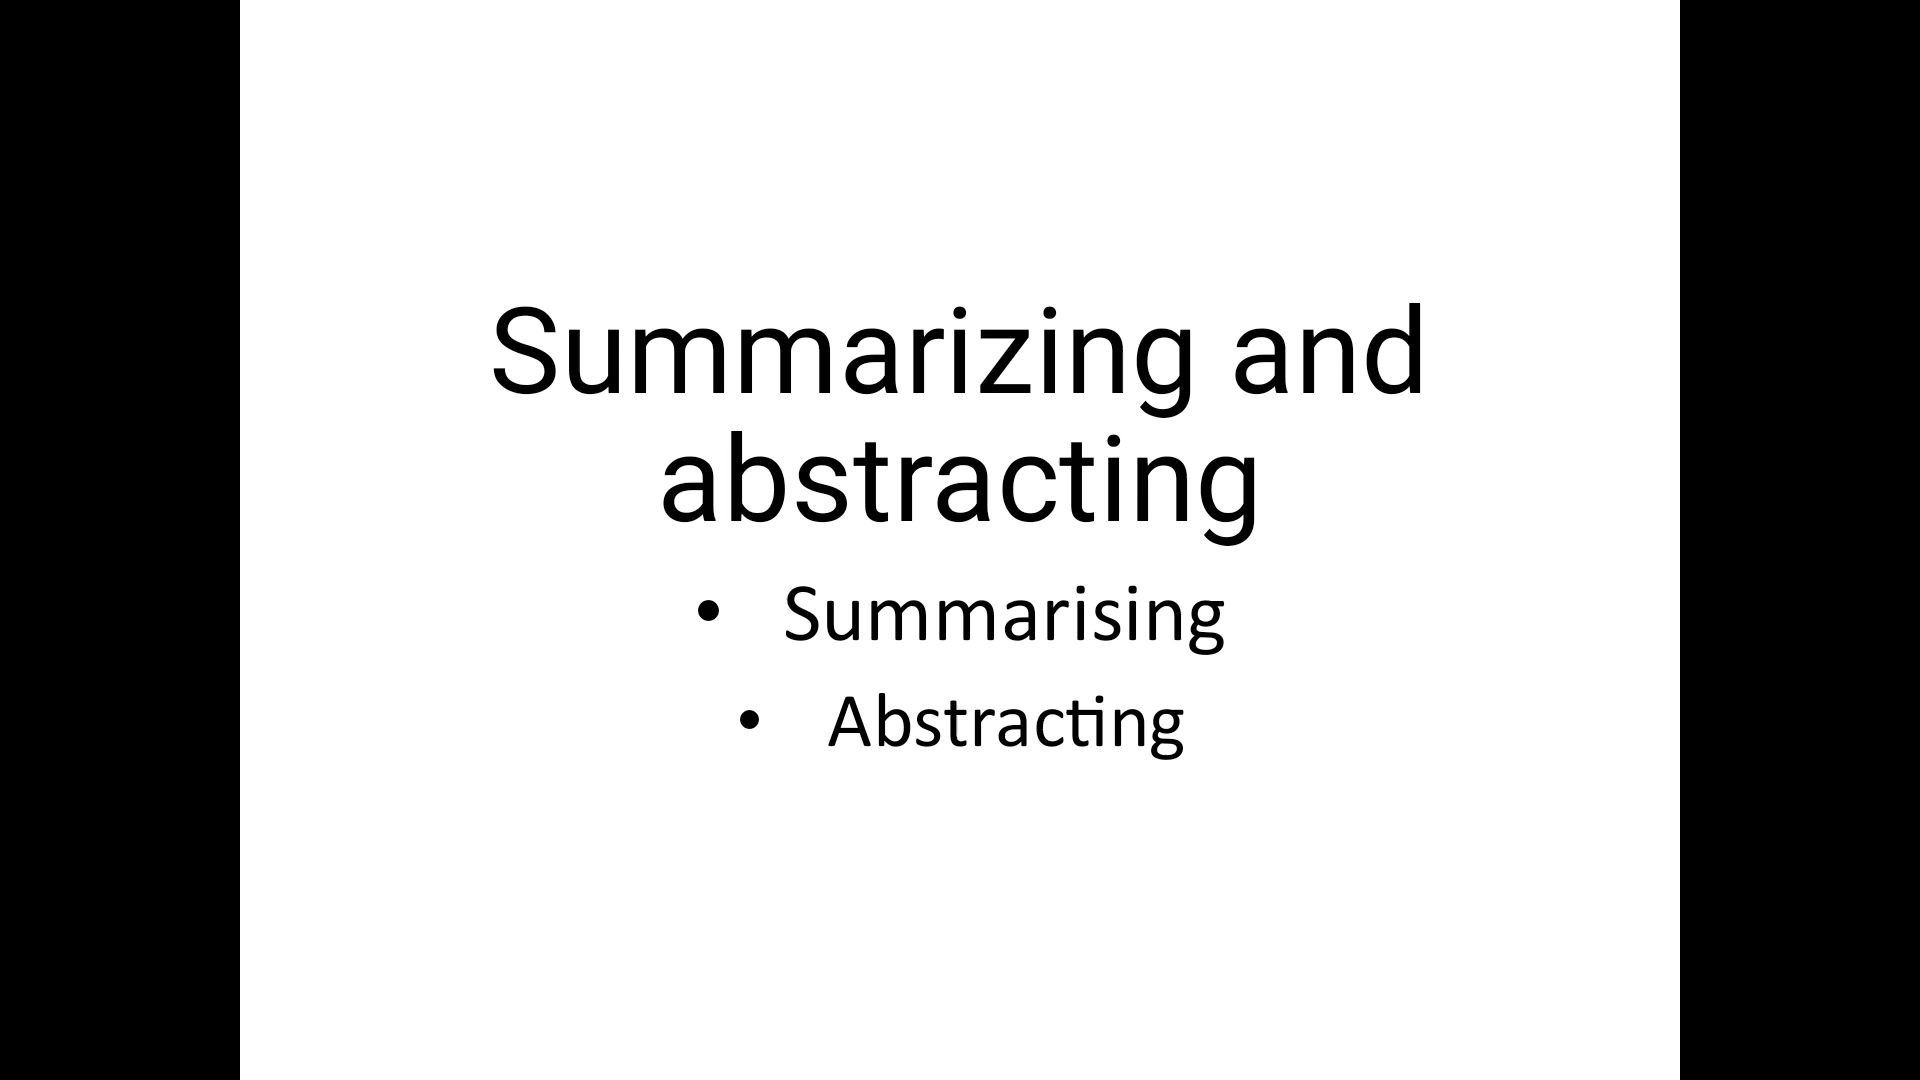 Summarizing and
abstracting
• Summarising
• Abstracting